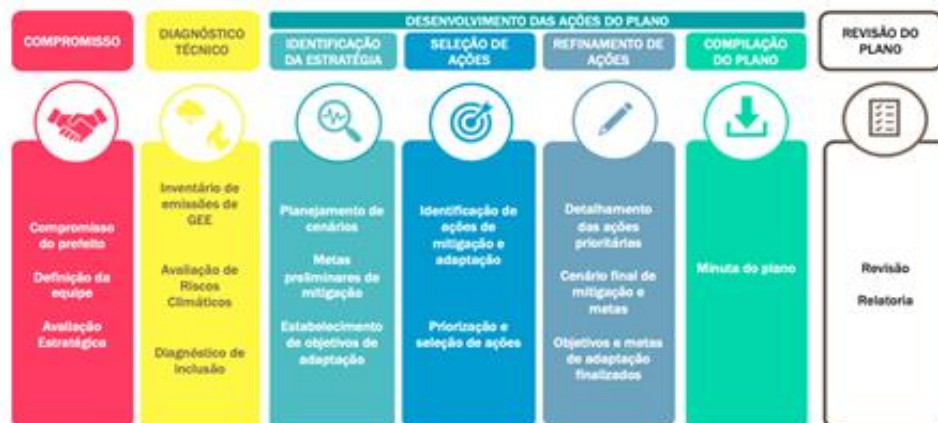 DESENVOLVIMENTO DAS AÇÕES DO PLANO
COMPROMISSO
DIAGNÓSTICO
TÉCNICO
IDENTIFICAÇÃO
DA ESTRATÉGIA
SELEÇÃO DE
AÇÕES
REFINAMENTO DE
AÇÕES
COMPILAÇÃO
DO PLANO
REVISÃO DO
PLANO
Compromisso
do prefeito
Definição da
equipe
Avaliação
Estratégica
Inventário de
emissões de
GEE
Avaliação de
Riscos
Climáticos
Diagnóstico de
inclusão
Planejamento de
cenários
Metas
preliminares de
mitigação
Estabelecimento
de objetivos de
adaptação
Identificação de
ações de
mitigação e
adaptação
Priorização e
seleção de ações
Detalhamento
das ações
prioritárias
Cenário final de
mitigação e
metas
Objetivos e metas
de adaptação
finalizados
Minuta do plano
Revisão
Relatoria